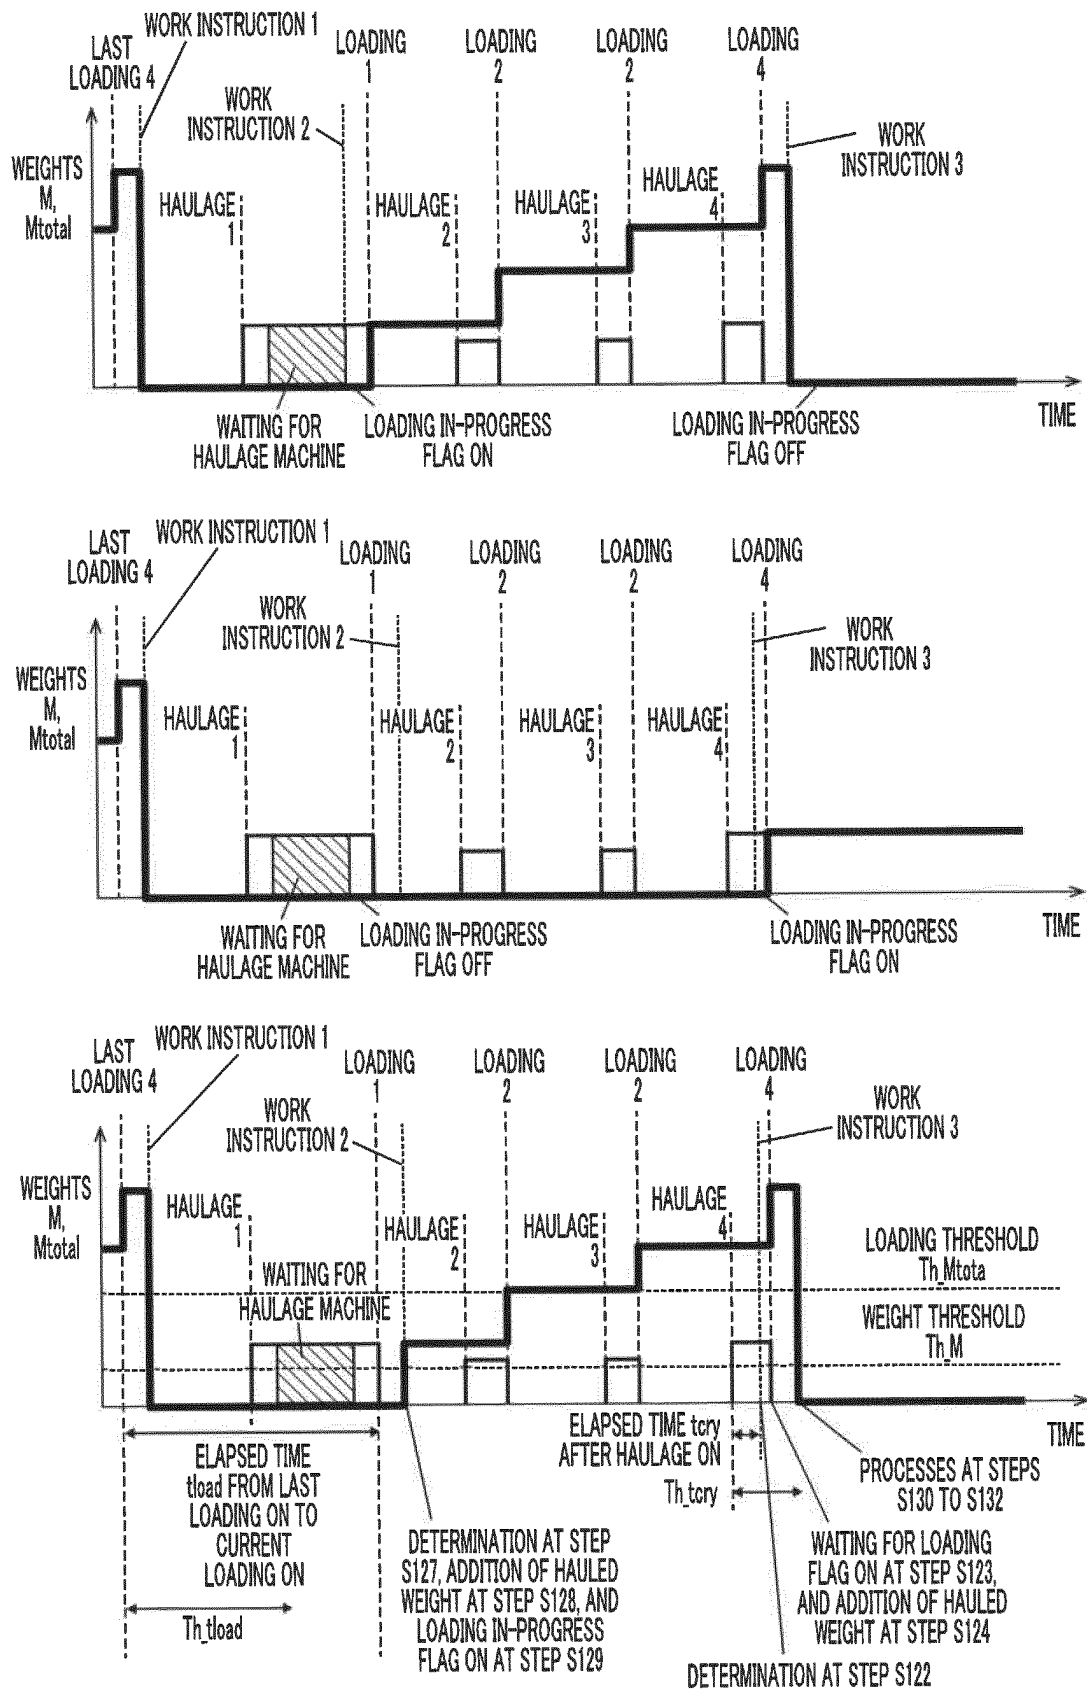 WORK INSTRUCTION 1
LAST
LOADING 4
LOADING
1
LOADING
2
LOADING
2
LOADING
4
WORK
INSTRUCTION 2
WORK
INSTRUCTION 3
WEIGHTS
M,
Mtotal
HAULAGE
1
HAULAGE
2
HAULAGE
3
HAULAGE
4
TIME
WAITING FOR
HAULAGE MACHINE
LOADING IN-PROGRESS
FLAG ON
LOADING IN-PROGRESS
FLAG OFF
WORK INSTRUCTION 1
LAST
LOADING 4
LOADING
1
LOADING
2
LOADING
2
LOADING
4
WORK
INSTRUCTION 2
WORK
INSTRUCTION 3
WEIGHTS
M,
Mtotal
HAULAGE
1
HAULAGE
2
HAULAGE
3
HAULAGE
4
TIME
WAITING FOR
HAULAGE MACHINE
LOADING IN-PROGRESS
FLAG OFF
LOADING IN-PROGRESS
FLAG ON
WORK INSTRUCTION 1
LAST
LOADING 4
LOADING
1
LOADING
2
LOADING
2
LOADING
4
WORK
INSTRUCTION 2
WORK
INSTRUCTION 3
WEIGHTS
M,
Mtotal
HAULAGE
1
HAULAGE
2
HAULAGE
3
HAULAGE
4
WAITING FOR
HAULAGE MACHINE
LOADING THRESHOLD
Th_Mtota
WEIGHT THRESHOLD
Th_M
TIME
ELAPSED TIME
tload FROM LAST
LOADING ON TO
CURRENT
LOADING ON
Th_tload
ELAPSED TIME tcry
AFTER HAULAGE ON
Th_tcry
PROCESSES AT STEPS
S130 TO S132
DETERMINATION AT STEP
S127, ADDITION OF HAULED
WEIGHT AT STEP S128, AND
LOADING IN-PROGRESS
FLAG ON AT STEP S129
WAITING FOR LOADING
FLAG ON AT STEP S123,
AND ADDITION OF HAULED
WEIGHT AT STEP S124
DETERMINATION AT STEP S122